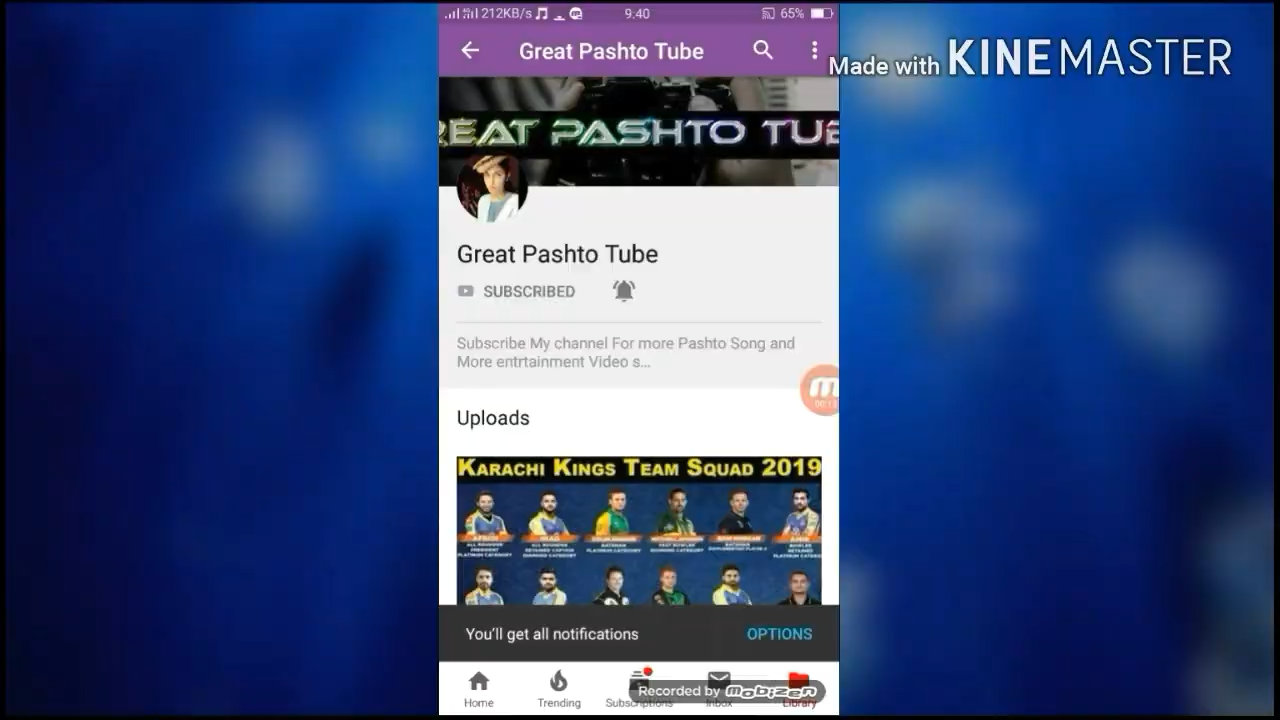 212KB/s 9:40 65%
Great Pashto Tube
Made with KINEMASTER
REAT PASHTO TUB
Great Pashto Tube
SUBSCRIBED
Subscribe My channel For more Pashto Song and
More entrtainment Video s...
00:13
Uploads
KARACHI KINGS TEAM SQUAD 2019
You'll get all notifications OPTIONS
Home Trending Subscriptions Inbox Library
Recorded by mobizen